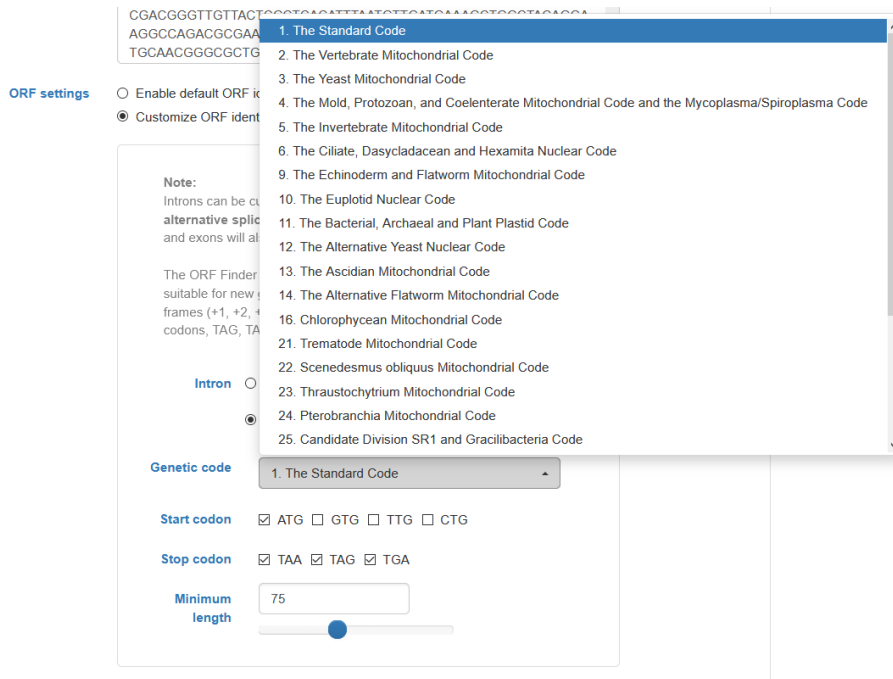 CGACGGGTTGTTACT
AGGCCAGACGCGAA
TGCAACGGGCGCTG
1. The Standard Code
2. The Vertebrate Mitochondrial Code
3. The Yeast Mitochondrial Code
4. The Mold, Protozoan, and Coelenterate Mitochondrial Code and the Mycoplasma/Spiroplasma Code
5. The Invertebrate Mitochondrial Code
6. The Ciliate, Dasycladacean and Hexamita Nuclear Code
9. The Echinoderm and Flatworm Mitochondrial Code
10. The Euplotid Nuclear Code
11. The Bacterial, Archaeal and Plant Plastid Code
12. The Alternative Yeast Nuclear Code
13. The Ascidian Mitochondrial Code
14. The Alternative Flatworm Mitochondrial Code
16. Chlorophycean Mitochondrial Code
21. Trematode Mitochondrial Code
22. Scenedesmus obliquus Mitochondrial Code
23. Thraustochytrium Mitochondrial Code
24. Pterobranchia Mitochondrial Code
25. Candidate Division SR1 and Gracilibacteria Code
ORF settings
Enable default ORF
Customize ORF ident
Note:
Introns can be cu
alternative splic
and exons will al
The ORF Finder
suitable for new
frames (+1, +2, +
codons, TAG, TA
Intron
Genetic code 1. The Standard Code
Start codon ATG GTG TTG CTG
Stop codon TAA TAG TGA
Minimum 75
length